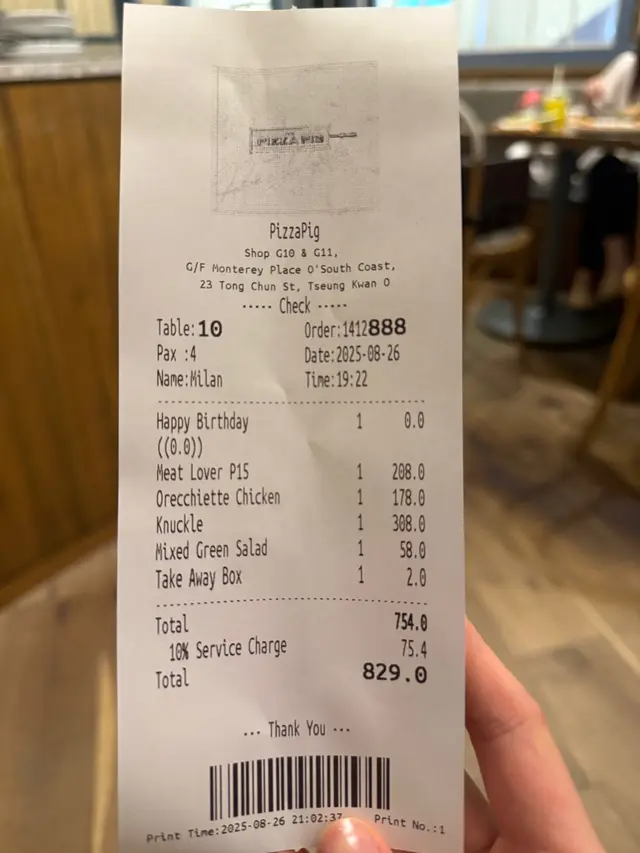 PizzaPig
Shop G10 & G11,
G/F Monterey Place O'South Coast,
23 Tong Chun St, Tseung Kwan O
----- Check -----
Table:10 Order:1412888
Pax :4 Date:2025-08-26
Name:Milan Time:19:22
Happy Birthday 1 0.0
((0.0))
Meat Lover P15 1 208.0
Orecchiette Chicken 1 178.0
Knuckle 1 308.0
Mixed Green Salad 1 58.0
Take Away Box 1 2.0
Total 754.0
10% Service Charge 75.4
Total 829.0
--- Thank You ---
Print Time:2025-08-26 21:02:37 Print No.:1